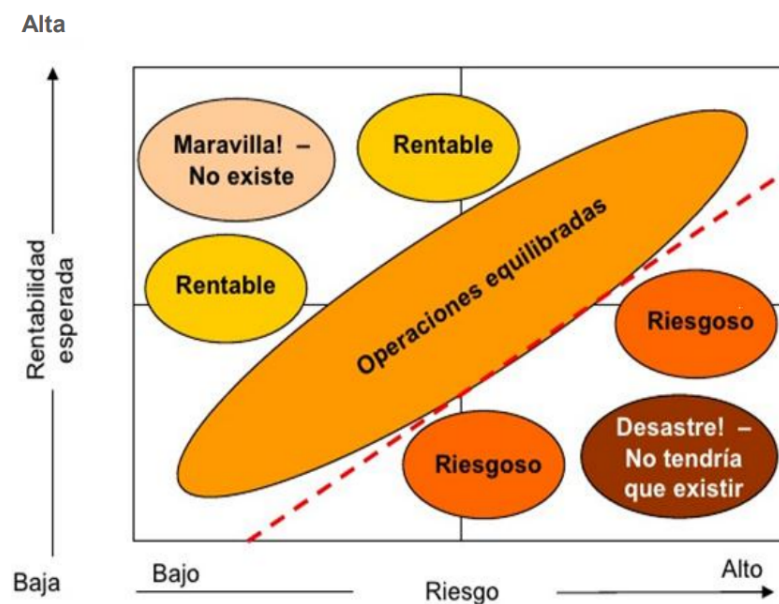 Alta
Maravilla! –
No existe
Rentable
Rentable
Operaciones equilibradas
Riesgoso
Riesgoso
Desastre! –
No tendría
que existir
Rentabilidad
esperada
Baja
Bajo
Riesgo
Alto